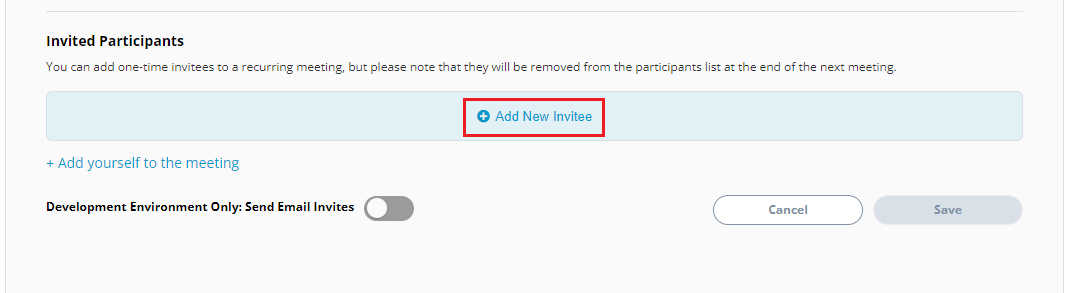 Invited Participants
You can add one-time invitees to a recurring meeting, but please note that they will be removed from the participants list at the end of the next meeting.
Add New Invitee
+ Add yourself to the meeting
Development Environment Only: Send Email Invites
Cancel
Save